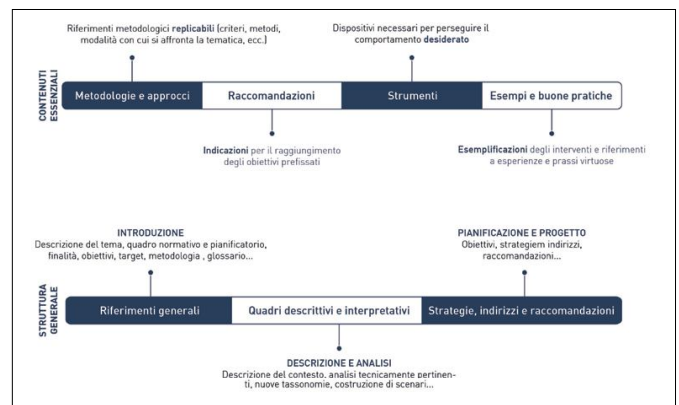 Riferimenti metodologici replicabili (criteri, metodi,
modalità con cui si affronta la tematica, ecc.)
Dispositivi necessari per perseguire il
comportamento desiderato
CONTENUTI
ESSENZIALI
Metodologie e approcci
Raccomandazioni
Strumenti
Esempi e buone pratiche
Indicazioni per il raggiungimento
degli obiettivi prefissati
Esemplificazioni degli interventi e riferimenti
a esperienze e prassi virtuose
INTRODUZIONE
Descrizione del tema, quadro normativo e pianificatorio,
finalità, obiettivi, target, metodologia , glossario...
PIANIFICAZIONE E PROGETTO
Obiettivi, strategiem indirizzi,
raccomandazioni...
STRUTTURA
GENERALE
Riferimenti generali
Quadri descrittivi e interpretativi
Strategie, indirizzi e raccomandazioni
DESCRIZIONE E ANALISI
Descrizione del contesto, analisi tecnicamente pertinen-
ti, nuove tassonomie, costruzione di scenari...